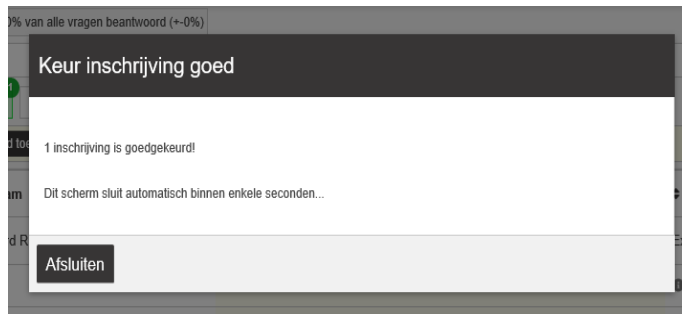 0% van alle vragen beantwoord (+-0%)
Keur inschrijving goed
1
1 inschrijving is goedgekeurd!
Dit scherm sluit automatisch binnen enkele seconden...
Afsluiten